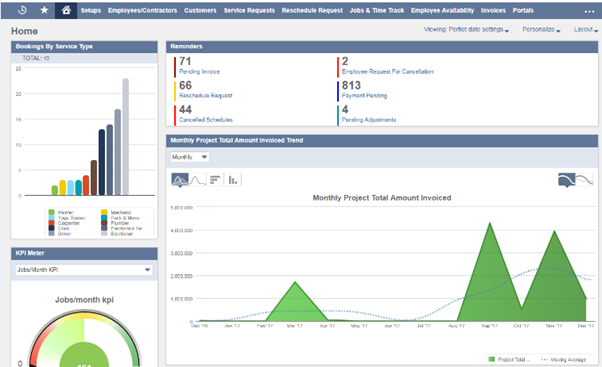 Setups Employees/Contractors Customers Service Requests Reschedule Request Jobs & Time Track Employee Availability Invoices Portals
Home
Viewing: Portlet date settings Personalize Layout
Bookings By Service Type
TOTAL: 10
25
20
15
10
5
0
Painter
Mechanic
Yoga Trainer
Carpenter
Plumber
Cook
Driver
Electrician
KPI Meter
Jobs/Month KPI
Jobs/month kpi
0
Reminders
71
Pending Invoice
2
Employee Request For Cancellation
66
Reschedule Request
813
Payment Pending
44
Cancelled Schedules
4
Pending Adjustments
Monthly Project Total Amount Invoiced Trend
Monthly
Monthly Project Total Amount Invoiced
5,000,000
4,000,000
3,000,000
2,000,000
1,000,000
0
Dec '16 Jan '17 Feb '17 Mar '17 Apr '17 May '17 Jun '17 Jul '17 Aug '17 Sep '17 Oct '17 Nov '17 Dec '17
Project Total ... Moving Average